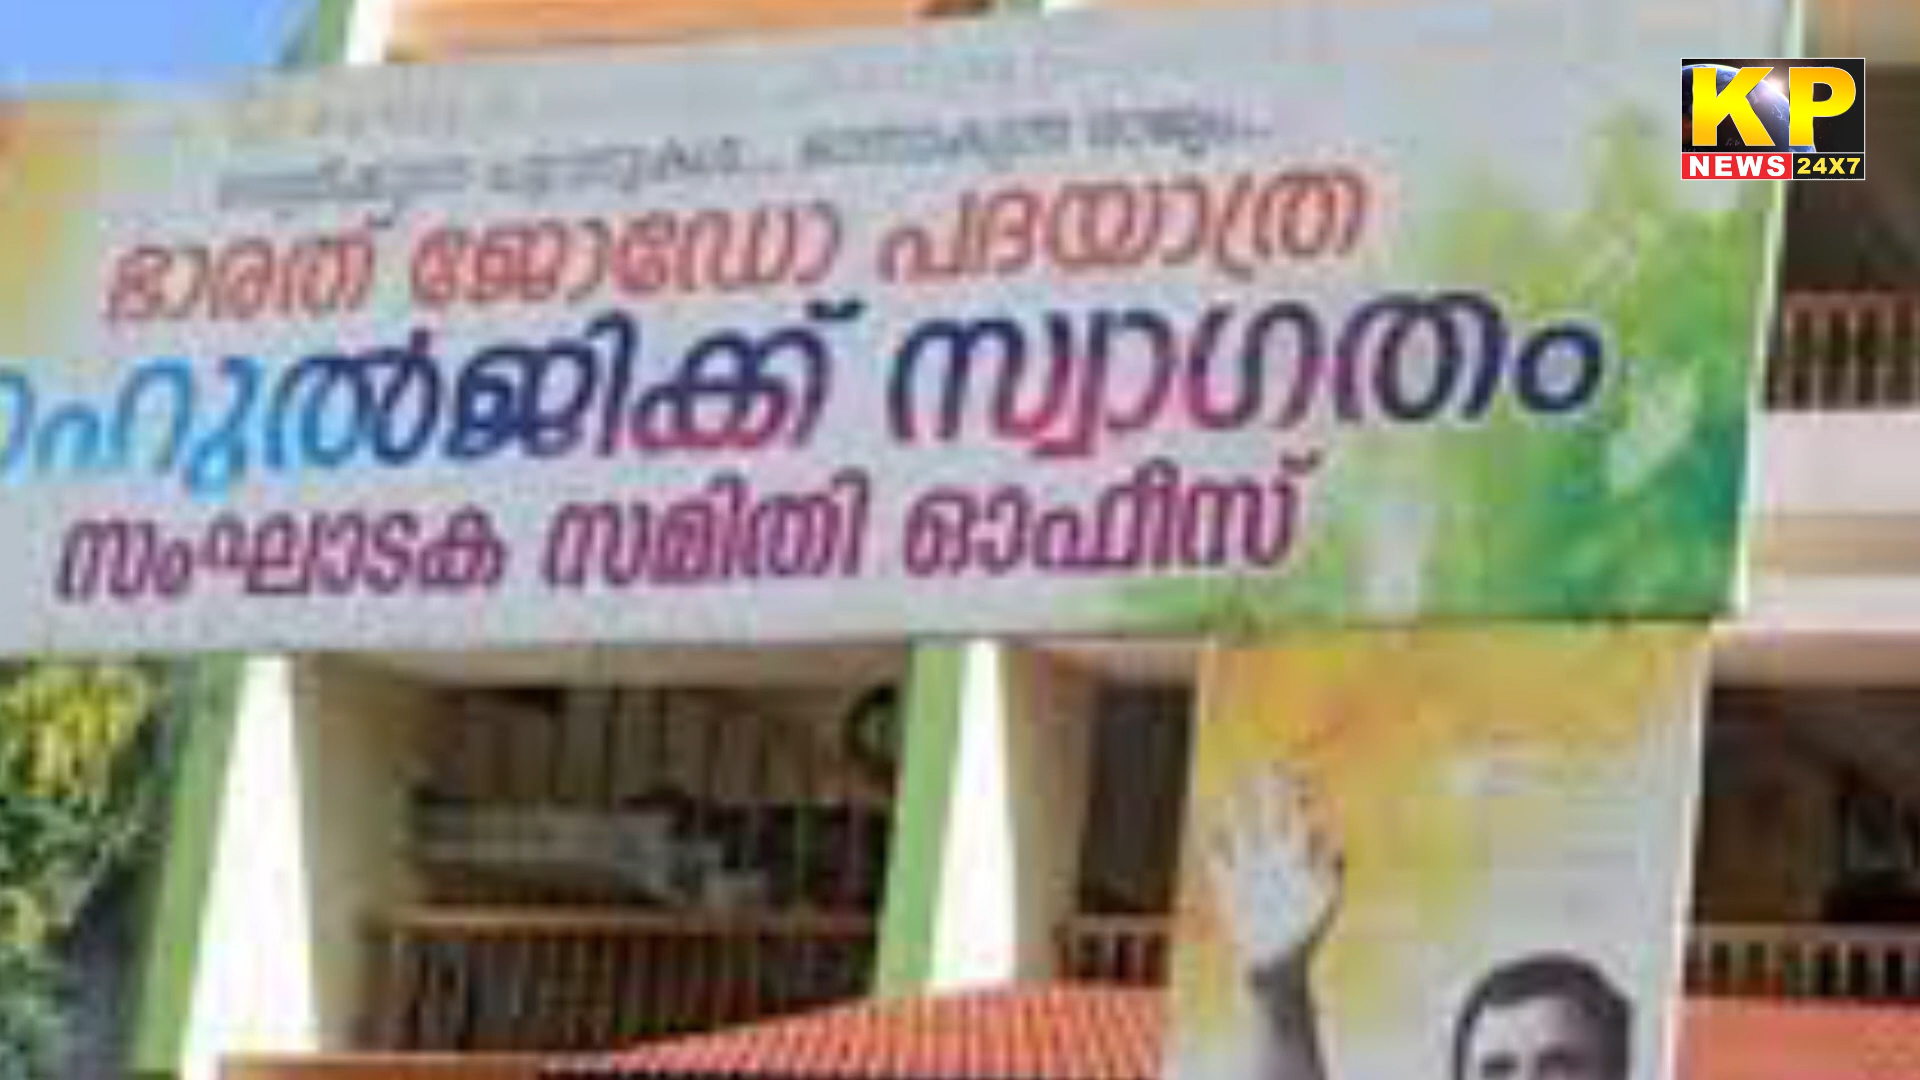 ഭാരത് ജോഡോ പദയാത്ര
ഹുൽജിക്ക് സ്വാഗതം
സംഘാടക സമിതി ഓഫീസ്
KP
NEWS 24X7